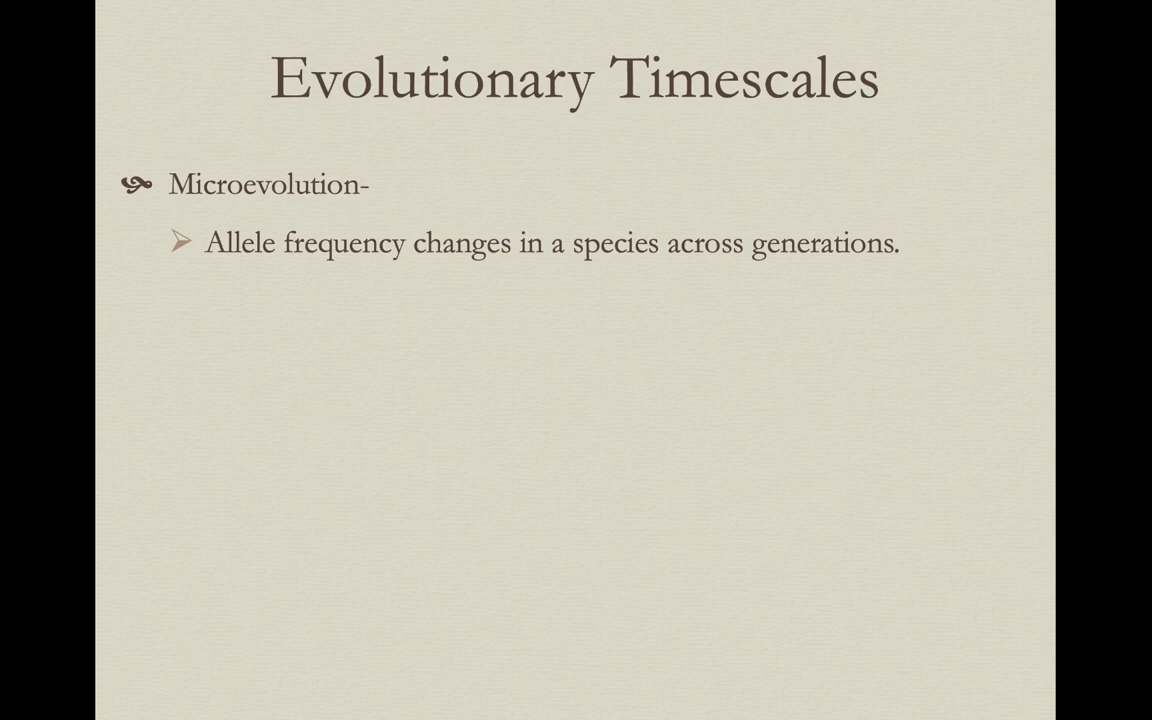 Evolutionary Timescales
Microevolution-
Allele frequency changes in a species across generations.